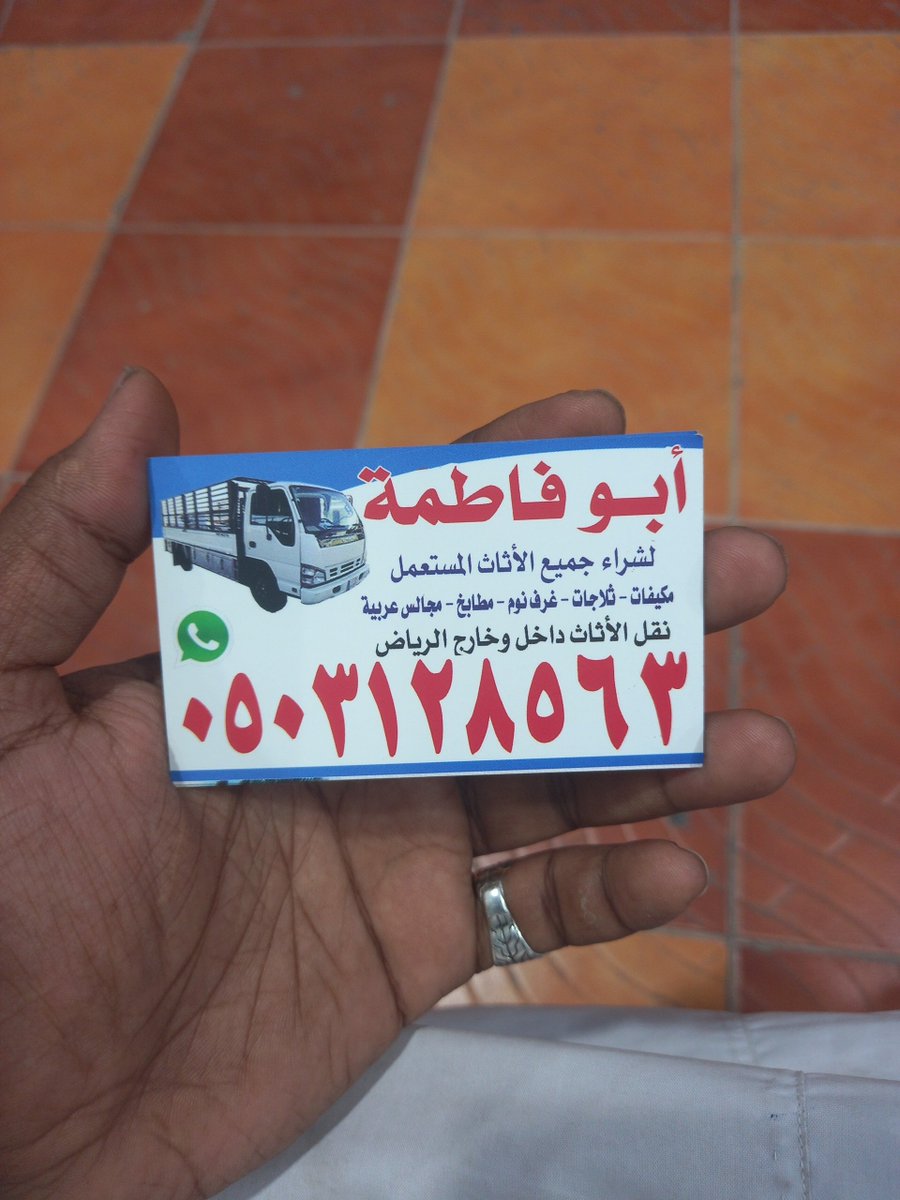 أبو فاطمة
لشراء جميع الأثاث المستعمل
مكيفات - ثلاجات - غرف نوم - مطابخ - مجالس عربية
نقل الأثاث داخل وخارج الرياض
٠٥٠٣١٢٨٥٦٣